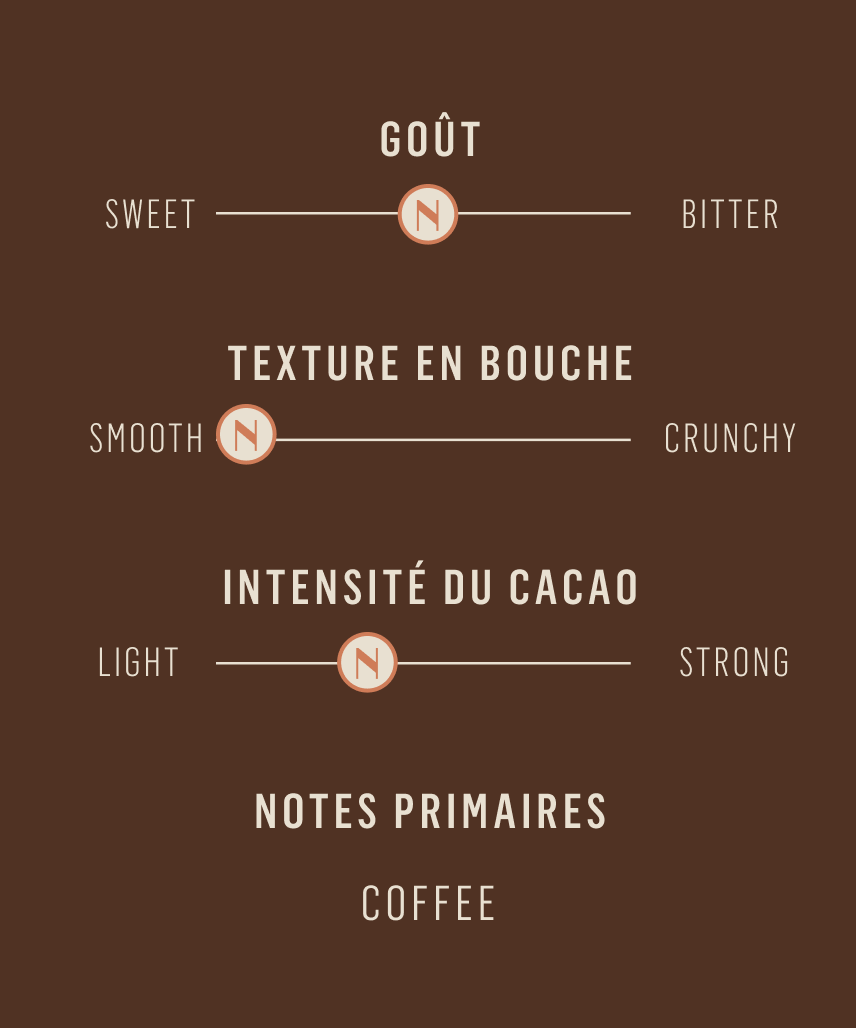 GOÛT
SWEET N BITTER
TEXTURE EN BOUCHE
SMOOTH N CRUNCHY
INTENSITÉ DU CACAO
LIGHT N STRONG
NOTES PRIMAIRES
COFFEE